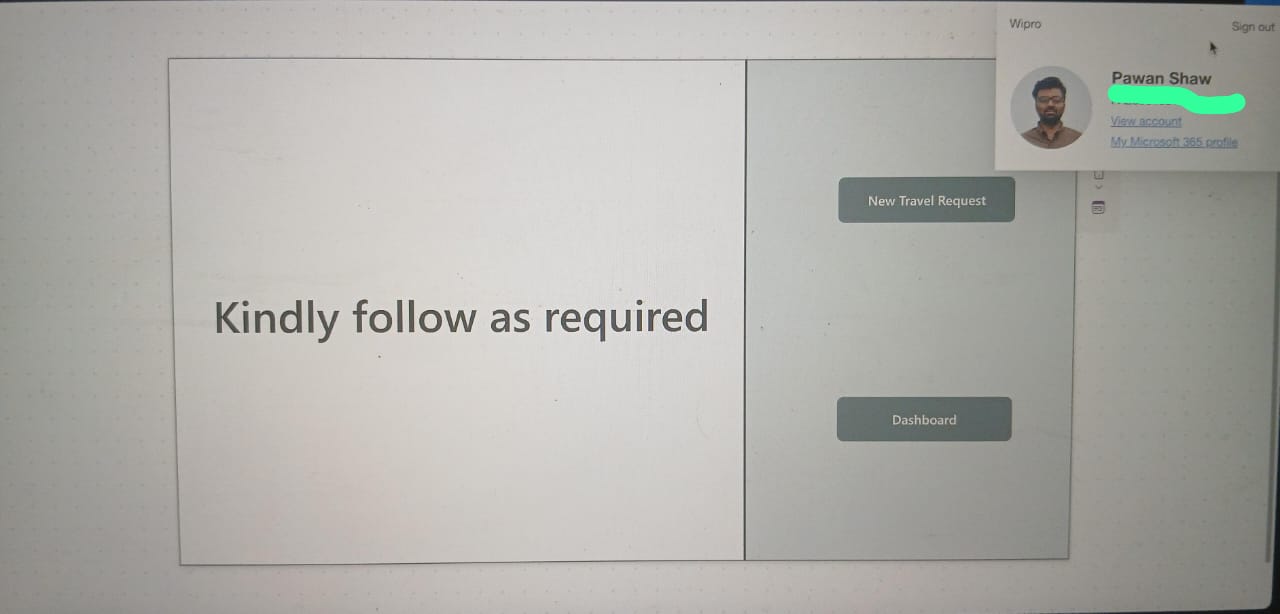 Wipro
Sign out
Pawan Shaw
View account
My Microsoft 365 profile
New Travel Request
Kindly follow as required
Dashboard